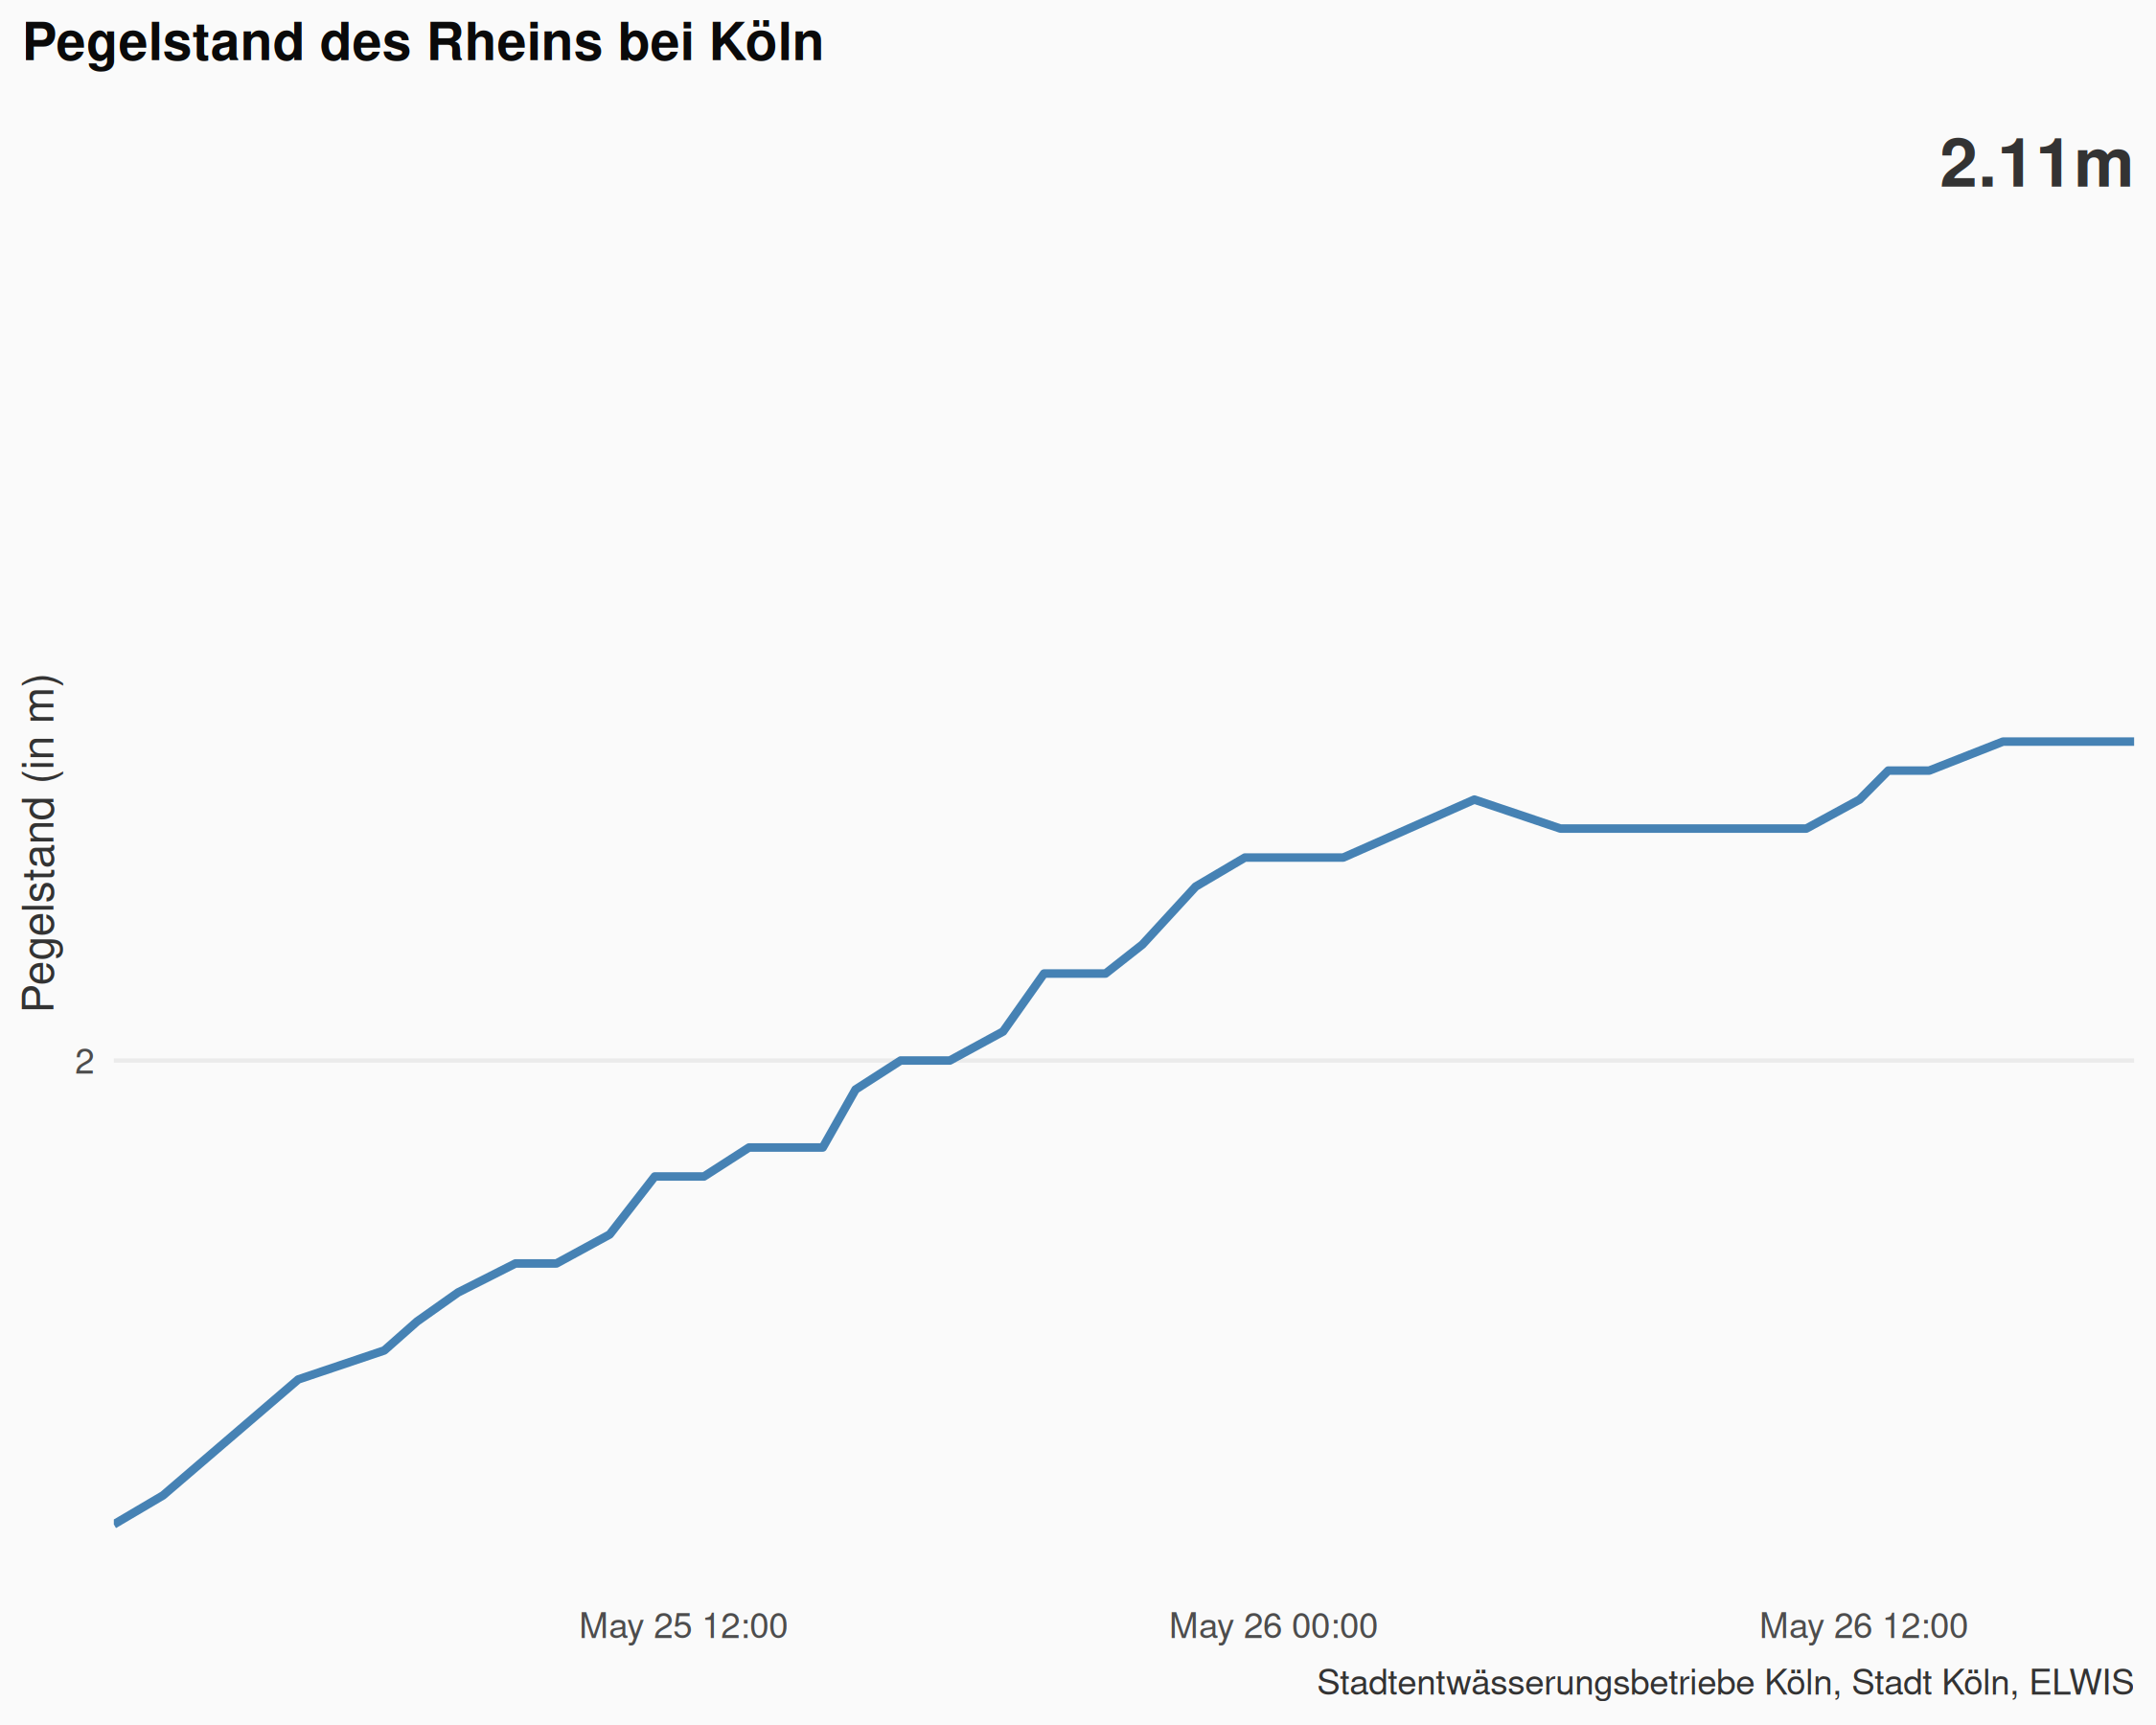 Pegelstand des Rheins bei Köln
2.11m
Pegelstand (in m)
2
May 25 12:00
May 26 00:00
May 26 12:00
Stadtentwässerungsbetriebe Köln, Stadt Köln, ELWIS